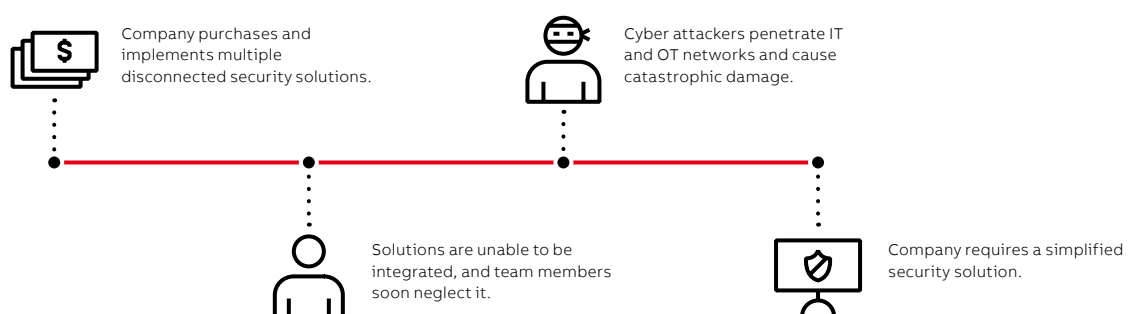 $
Company purchases and
implements multiple
disconnected security solutions.
Cyber attackers penetrate IT
and OT networks and cause
catastrophic damage.
Solutions are unable to be
integrated, and team members
soon neglect it.
Company requires a simplified
security solution.